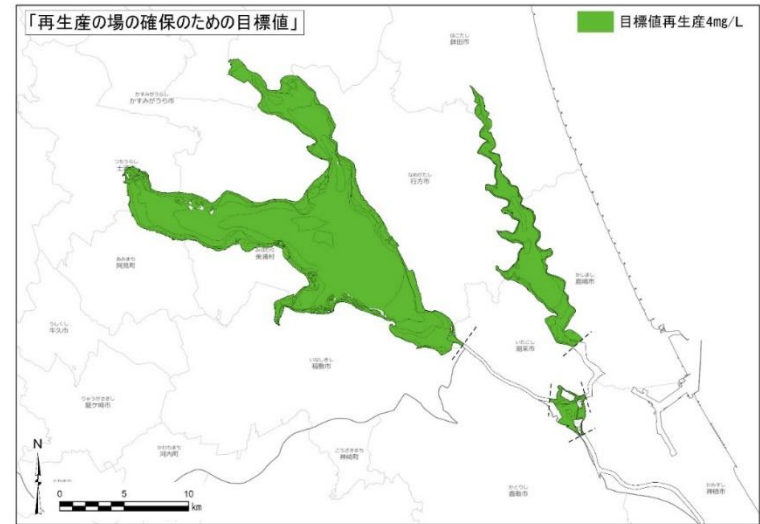 「再生産の場の確保のための目標値」
目標値再生産4mg/L
ほこたし
鉾田市
かすみがうらし
かすみがうら市
つちうらし
なめがたし
行方市
あみまち
阿見町
美浦村
かしまし
鹿嶋市
うしくし
牛久市
いたこし
潮来市
いなしきし
稲敷市
りゅうがさきし
龍ケ崎市
かわちまち
河内町
こうざきまち
神崎町
かとりし
香取市
かみすし
神栖市
N
0 5 10
km